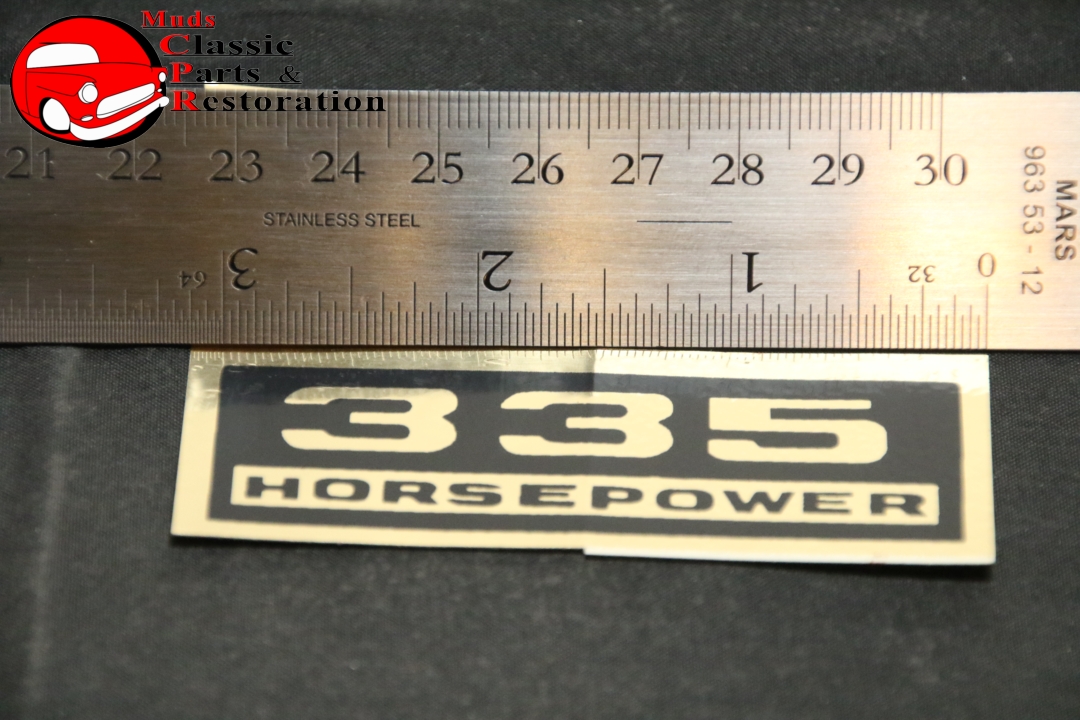 Muds
Classic
Parts &
Restoration
21 22 23 24 25 26 27 28 29 30
STAINLESS STEEL
MARS
963 53 - 12
64 3 2 1 32 0
335
HORSEPOWER